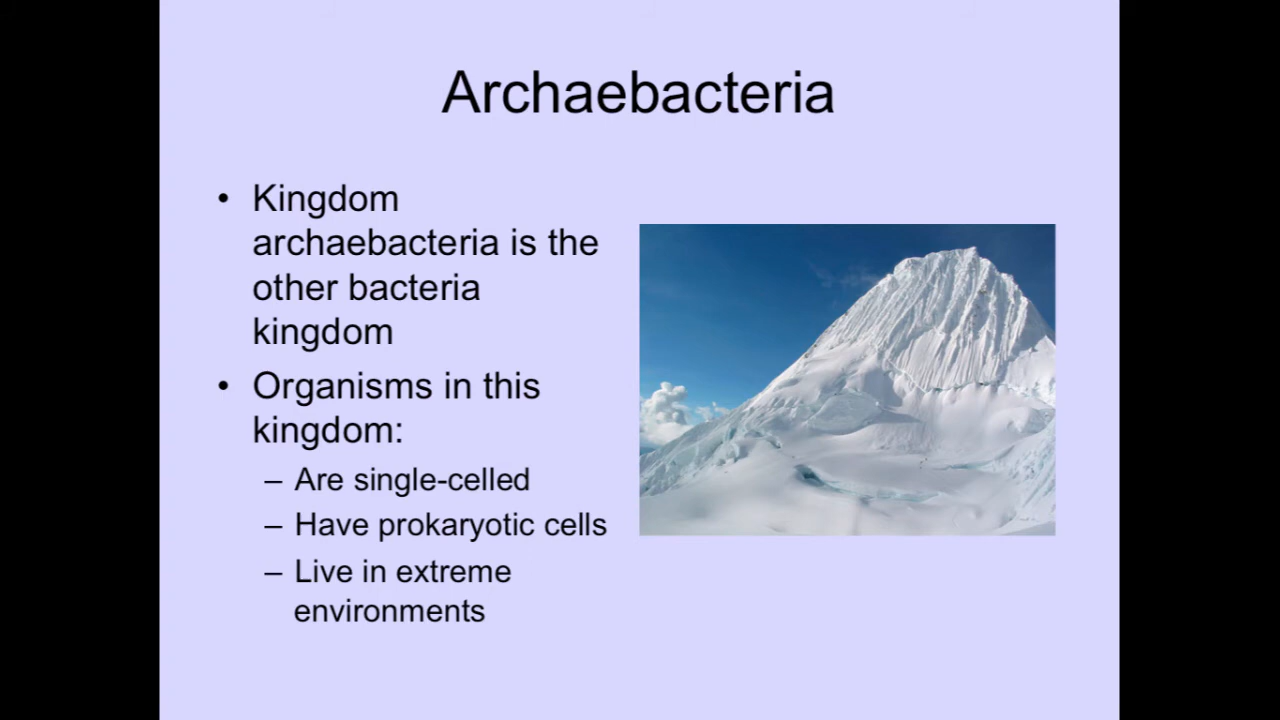 Archaebacteria
• Kingdom
archaebacteria is the
other bacteria
kingdom
• Organisms in this
kingdom:
– Are single-celled
– Have prokaryotic cells
– Live in extreme
environments